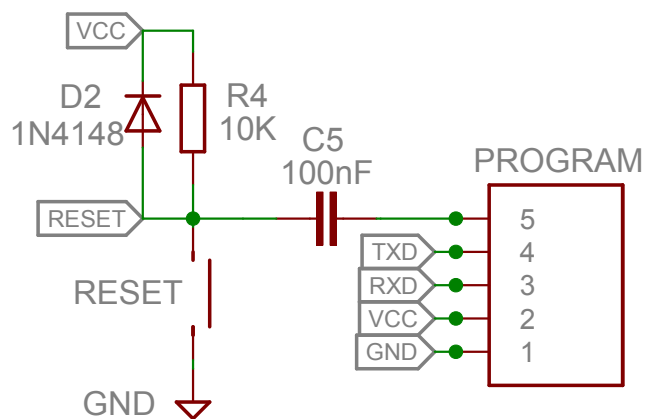 VCC
D2
1N4148
R4
10K
C5
100nF
PROGRAM
RESET
5
TXD
4
RXD
3
VCC
2
GND
1
RESET
GND